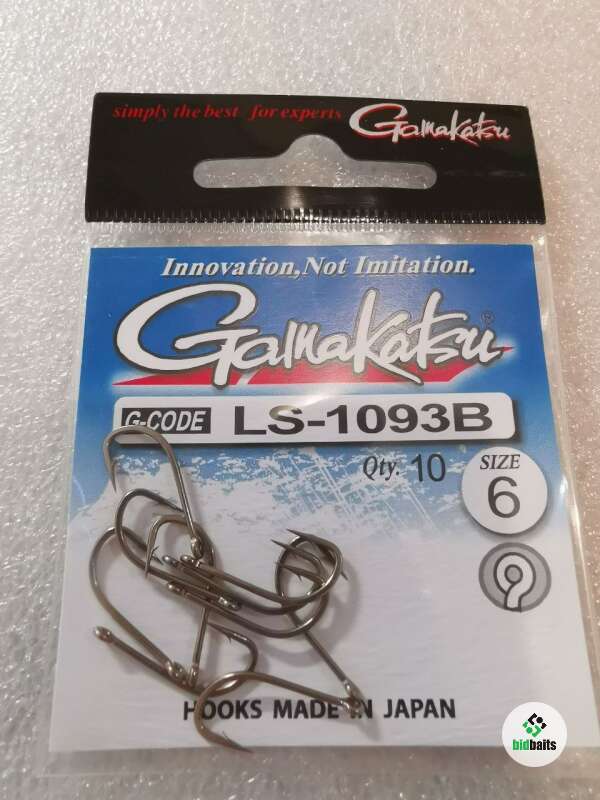 simply the best for experts Gamakatsu
Innovation,Not Imitation.
Gamakatsu®
G-CODE LS-1093B
Qty. 10
SIZE
6
HOOKS MADE IN JAPAN
bidbaits